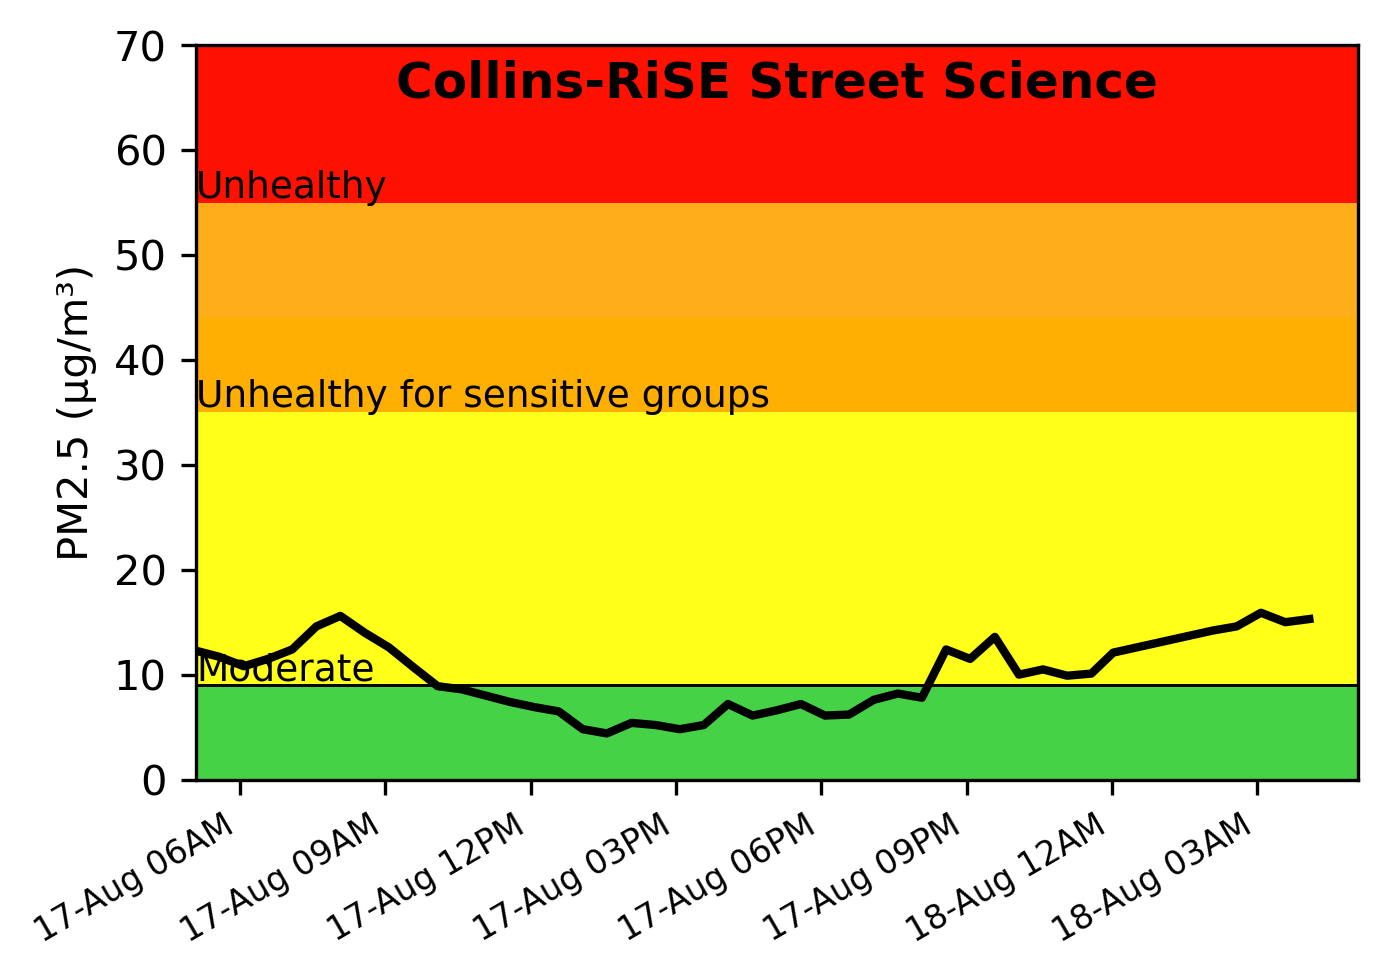 Collins-RiSE Street Science
70
60
50
40
30
20
10
0
PM2.5 (µg/m³)
Unhealthy
Unhealthy for sensitive groups
Moderate
17-Aug 06AM
17-Aug 09AM
17-Aug 12PM
17-Aug 03PM
17-Aug 06PM
17-Aug 09PM
18-Aug 12AM
18-Aug 03AM